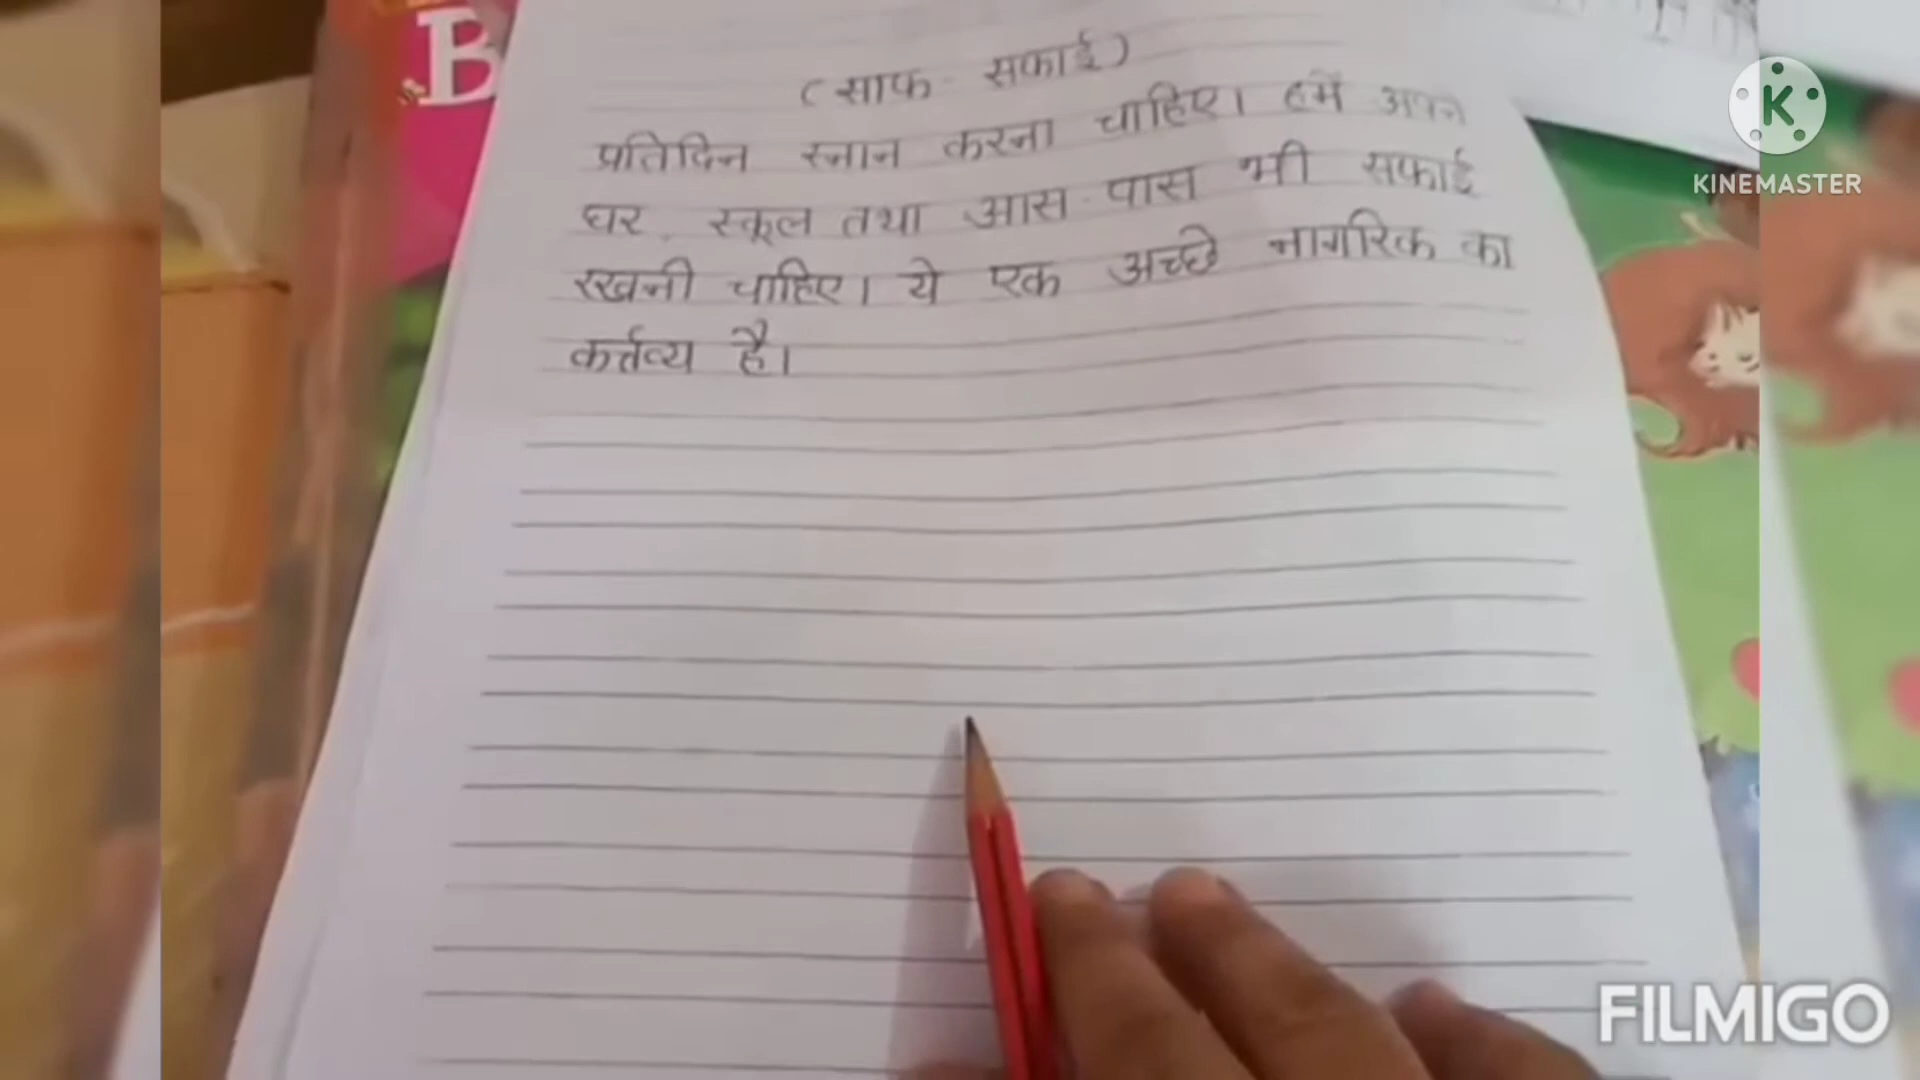 B
(साफ - सफाई)
प्रतिदिन स्नान करना चाहिए। हमें अपने
घर, स्कूल तथा आस-पास भी सफाई
रखनी चाहिए। ये एक अच्छे नागरिक का
कर्त्तव्य है।
K
KINEMASTER
FILMIGO